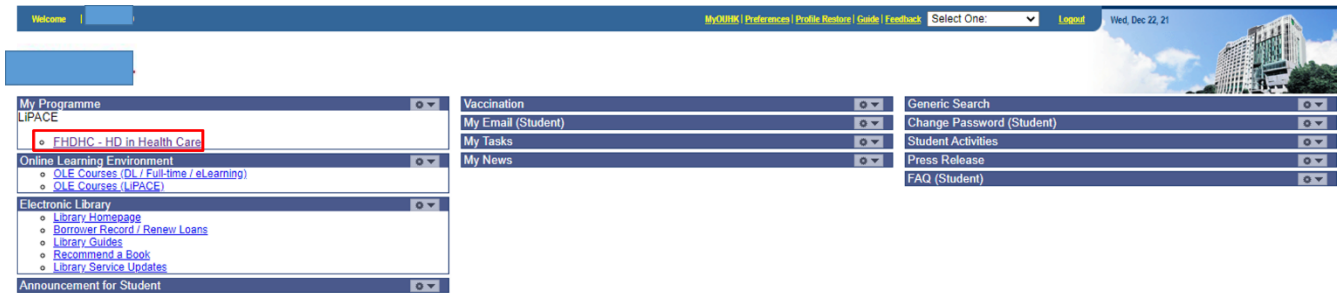 Welcome |
MyOUHK | Preferences | Profile Restore | Guide | Feedback Select One: Logout Wed, Dec 22, 21
My Programme
LiPACE
FHDHC - HD in Health Care
Online Learning Environment
OLE Courses (DL / Full-time / eLearning)
OLE Courses (LiPACE)
Electronic Library
Library Homepage
Borrower Record / Renew Loans
Library Guides
Recommend a Book
Library Service Updates
Announcement for Student
Vaccination
My Email (Student)
My Tasks
My News
Generic Search
Change Password (Student)
Student Activities
Press Release
FAQ (Student)